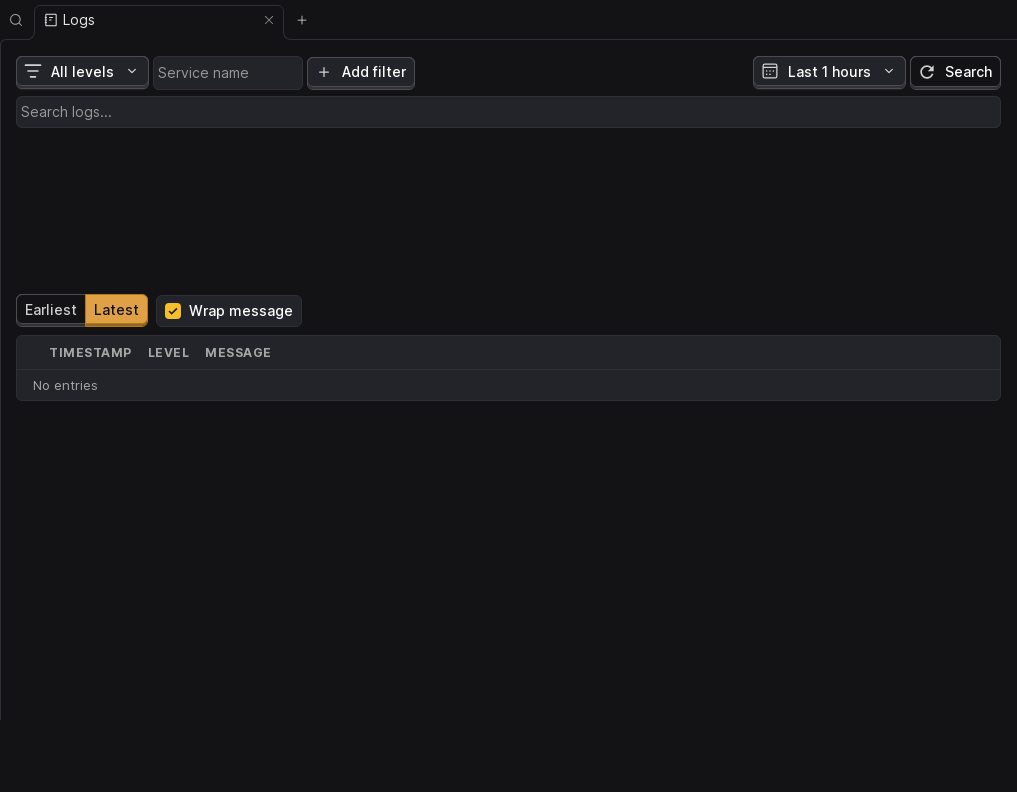 Logs
All levels Service name Add filter Last 1 hours Search
Search logs...
Earliest Latest Wrap message
TIMESTAMP LEVEL MESSAGE
No entries